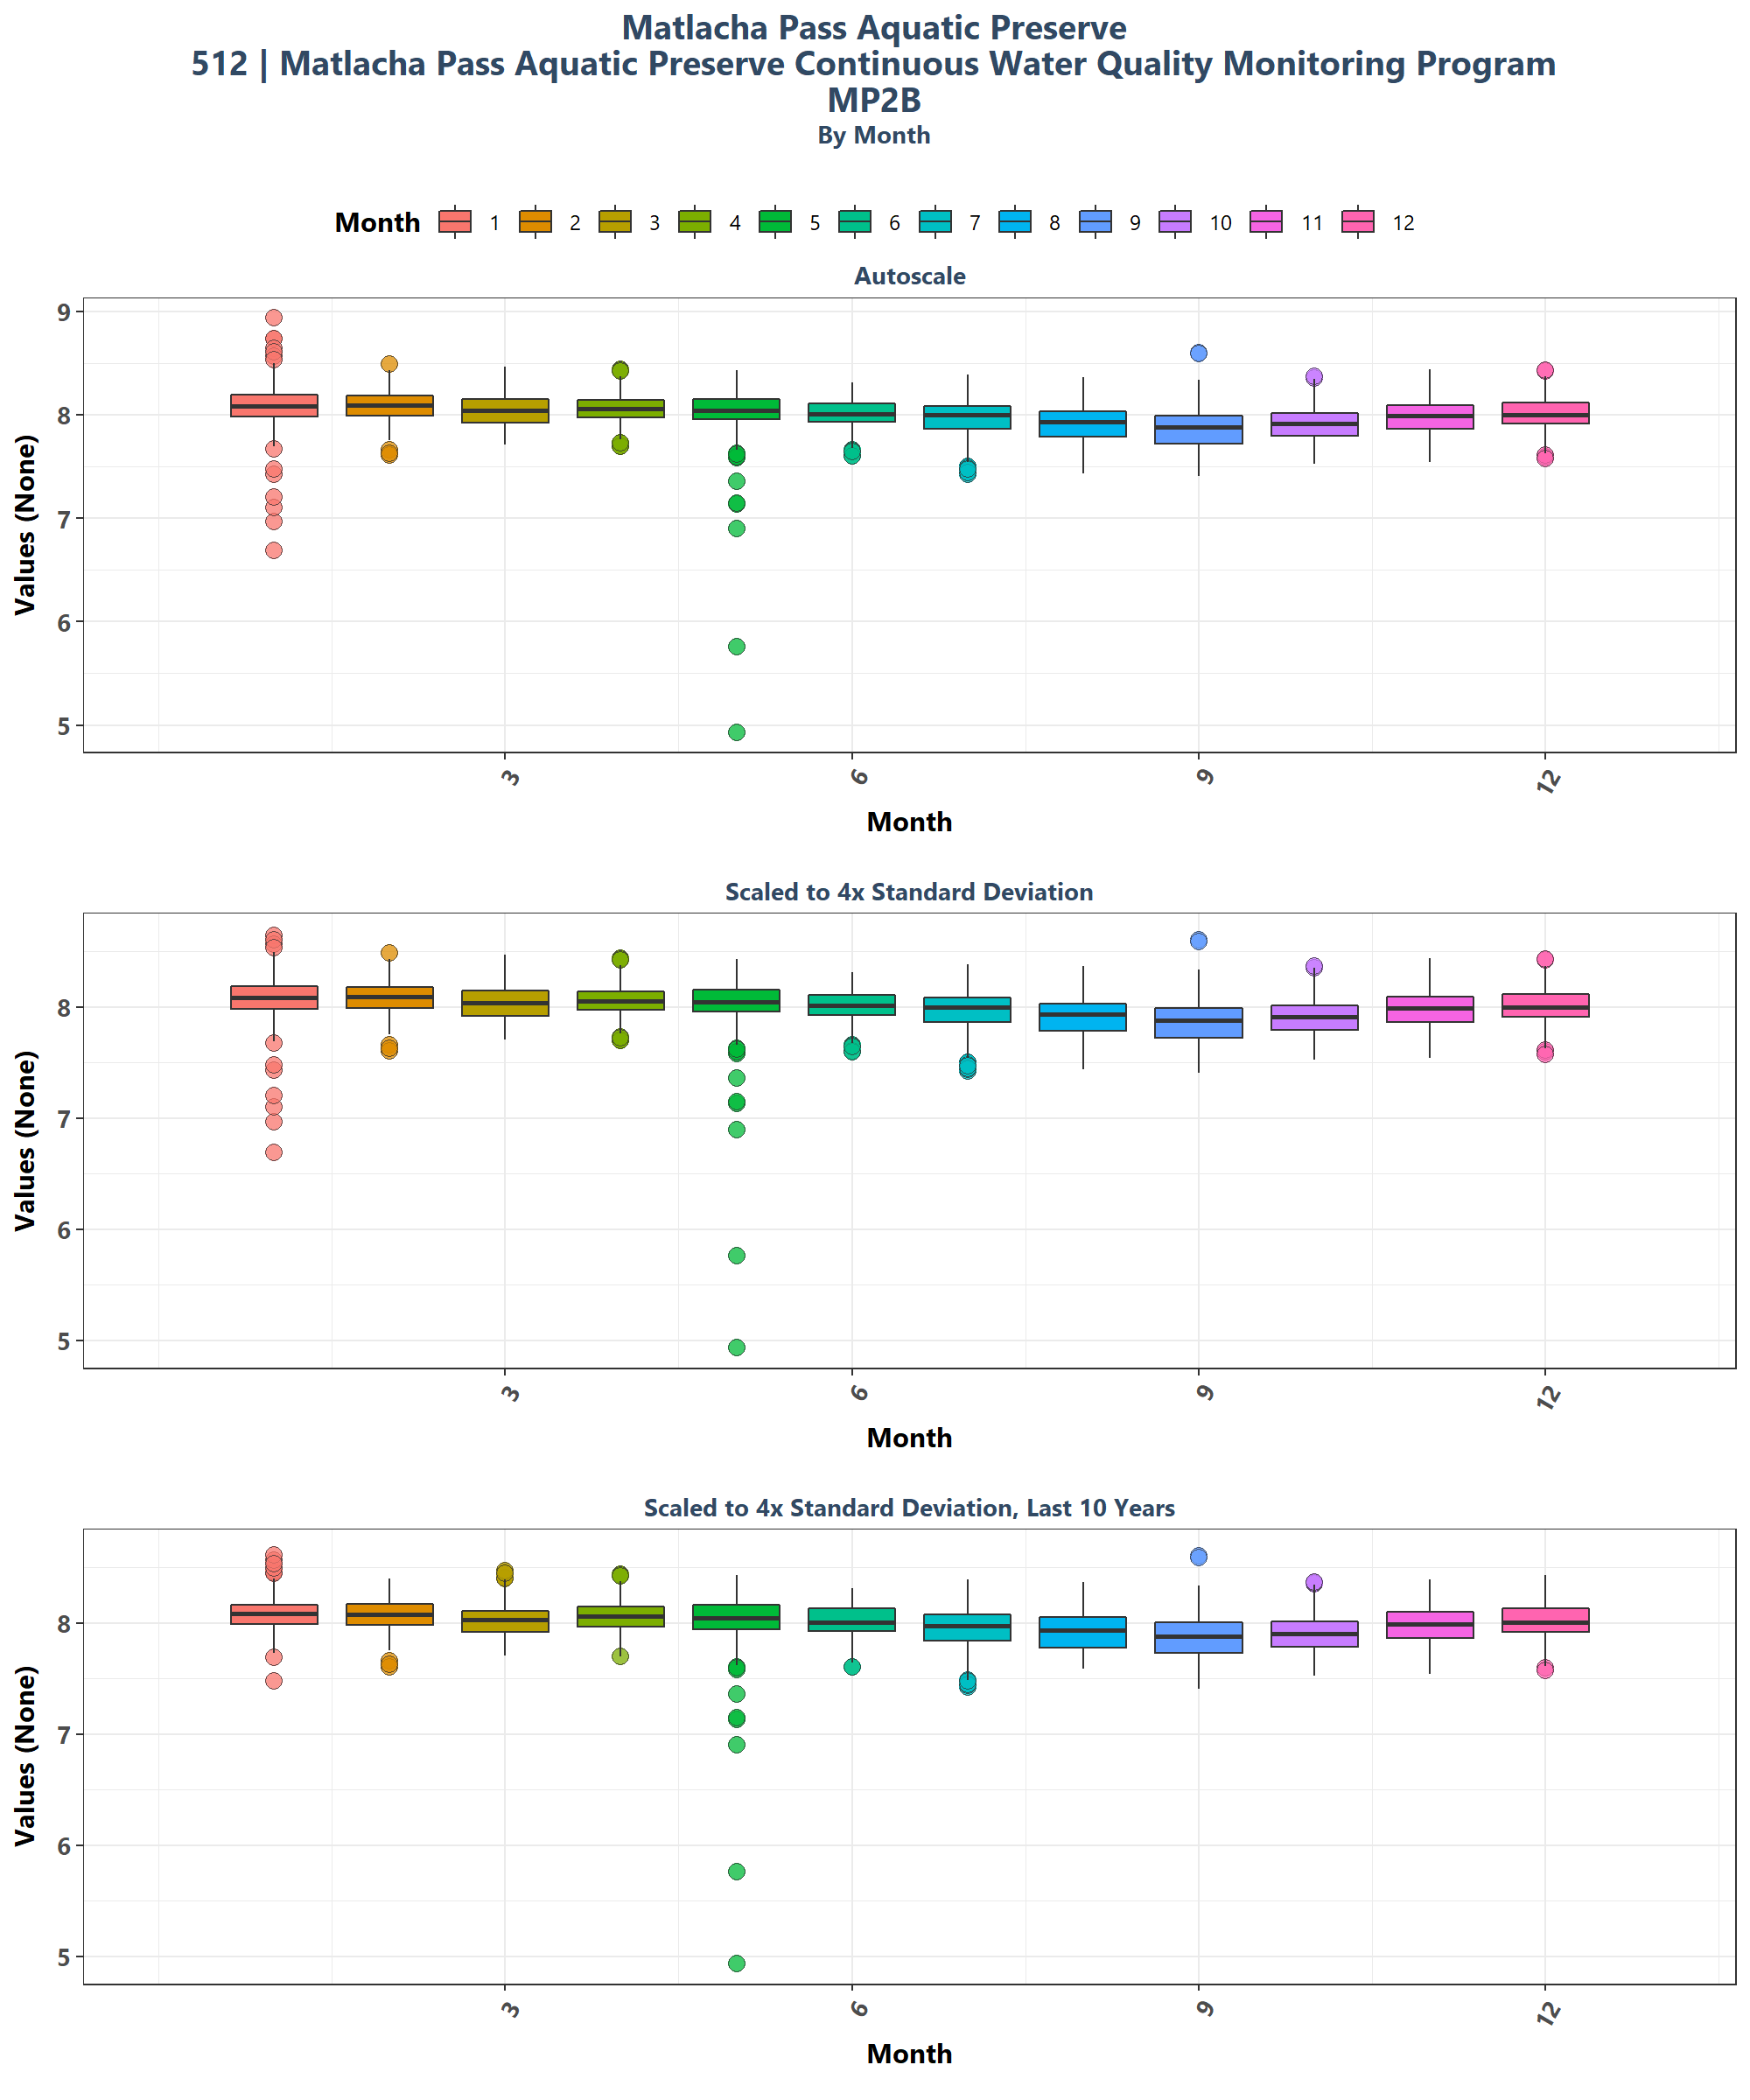 Matlacha Pass Aquatic Preserve
512 | Matlacha Pass Aquatic Preserve Continuous Water Quality Monitoring Program
MP2B
By Month
Month 1 2 3 4 5 6 7 8 9 10 11 12
Autoscale
Values (None)
9
8
7
6
5
3 6 9 12
Month
Scaled to 4x Standard Deviation
Values (None)
8
7
6
5
3 6 9 12
Month
Scaled to 4x Standard Deviation, Last 10 Years
Values (None)
8
7
6
5
3 6 9 12
Month